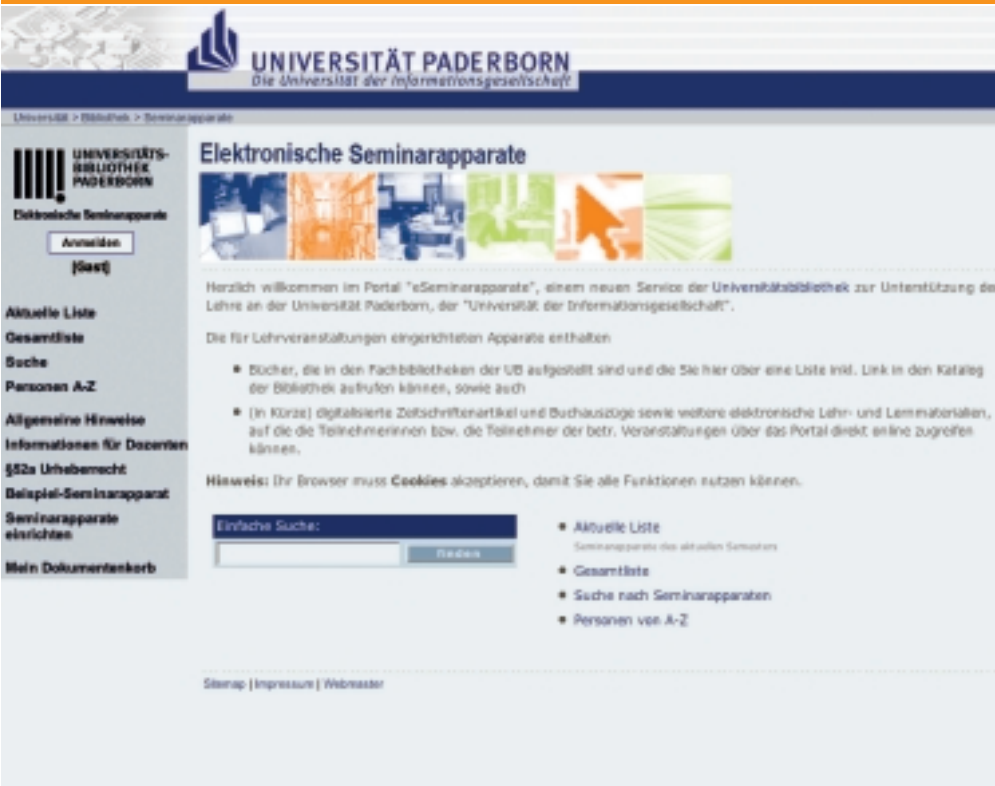 UNIVERSITÄT PADERBORN
Die Universität der Informationsgesellschaft
Universität > Bibliothek > Seminarapparate
UNIVERSITÄTS-
BIBLIOTHEK
PADERBORN
Elektronische Seminarapparate
Anmelden
[Gast]
Aktuelle Liste
Gesamtliste
Suche
Personen A-Z
Allgemeine Hinweise
Informationen für Dozenten
§52a Urheberrecht
Beispiel-Seminarapparat
Seminarapparate
einrichten
Mein Dokumentenkorb
Elektronische Seminarapparate
Herzlich willkommen im Portal "eSeminarapparate", einem neuen Service der Universitätsbibliothek zur Unterstützung de
Lehre an der Universität Paderborn, der "Universität der Informationsgesellschaft".
Die für Lehrveranstaltungen eingerichteten Apparate enthalten
Bücher, die in den Fachbibliotheken der UB aufgestellt sind und die Sie hier über eine Liste inkl. Link in den Katalog
der Bibliothek aufrufen können, sowie auch
(in Kürze) digitalisierte Zeitschriftenartikel und Buchauszüge sowie weitere elektronische Lehr- und Lernmaterialien,
auf die die Teilnehmerinnen bzw. die Teilnehmer der betr. Veranstaltungen über das Portal direkt online zugreifen
können.
Hinweis: Ihr Browser muss Cookies akzeptieren, damit Sie alle Funktionen nutzen können.
Einfache Suche:
finden
Aktuelle Liste
Seminarapparate des aktuellen Semesters
Gesamtliste
Suche nach Seminarapparaten
Personen von A-Z
Sitemap | Impressum | Webmaster